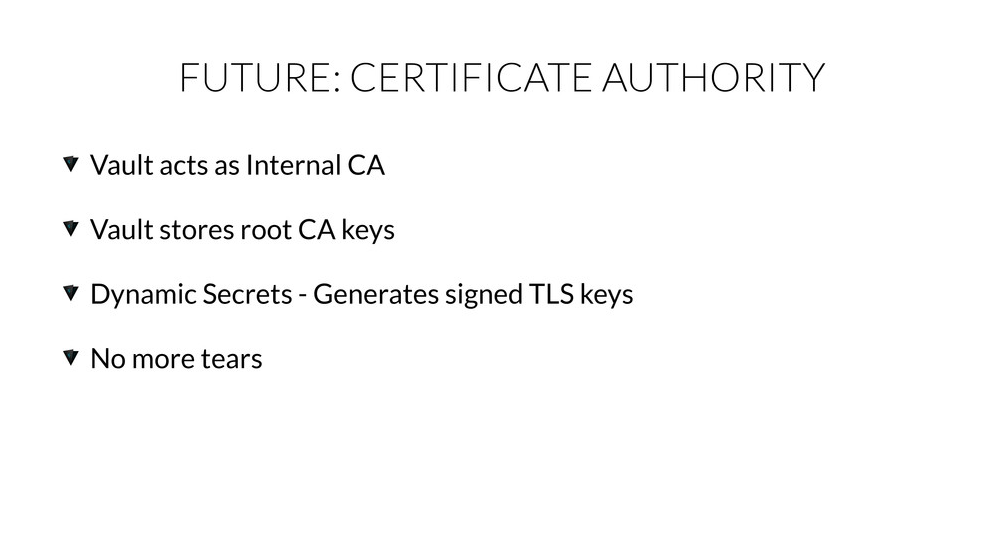 FUTURE: CERTIFICATE AUTHORITY
Vault acts as Internal CA
Vault stores root CA keys
Dynamic Secrets - Generates signed TLS keys
No more tears